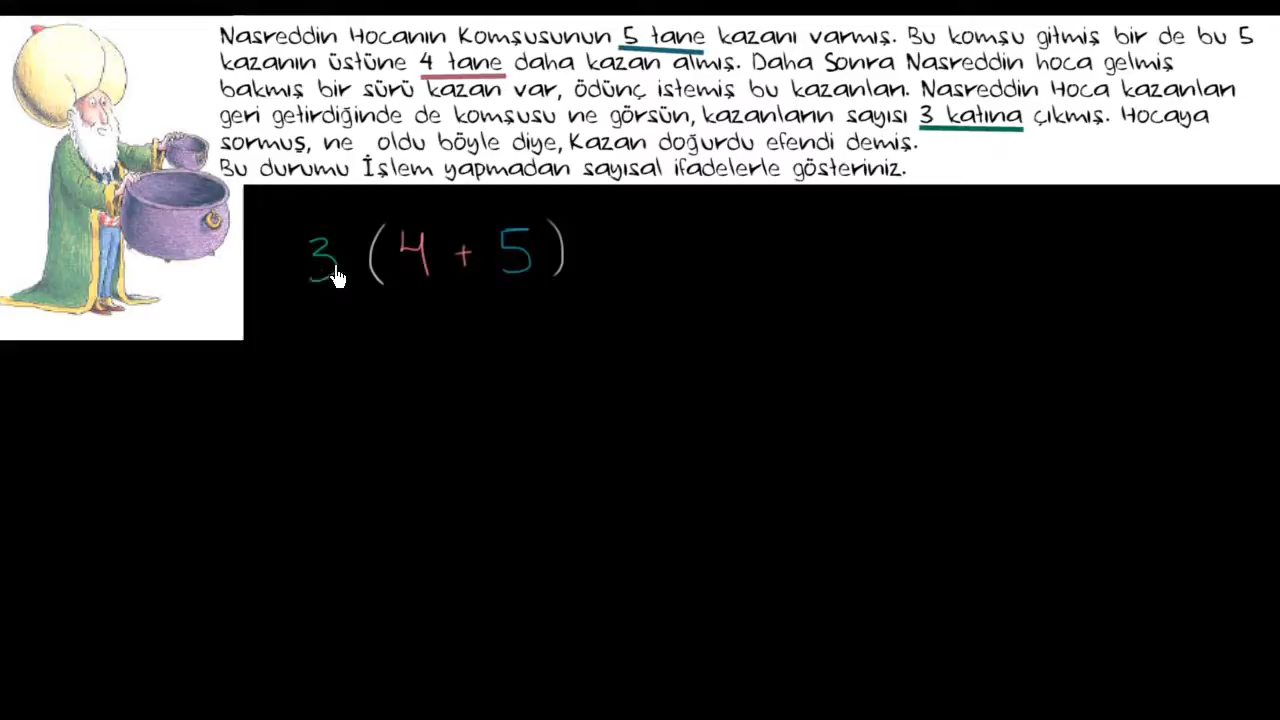 Nasreddin Hocanın Komşusunun 5 tane kazanı varmış. Bu komşu gitmiş bir de bu 5
kazanın üstüne 4 tane daha kazan almış. Daha Sonra Nasreddin hoca gelmiş
bakmış bir sürü kazan var, ödünç istemiş bu kazanları. Nasreddin Hoca kazanları
geri getirdiğinde de komşusu ne görsün, kazanların sayısı 3 katına çıkmış. Hocaya
sormuş, ne oldu böyle diye, Kazan doğurdu efendi demiş.
Bu durumu İşlem yapmadan sayısal ifadelerle gösteriniz.
3 (4 + 5)